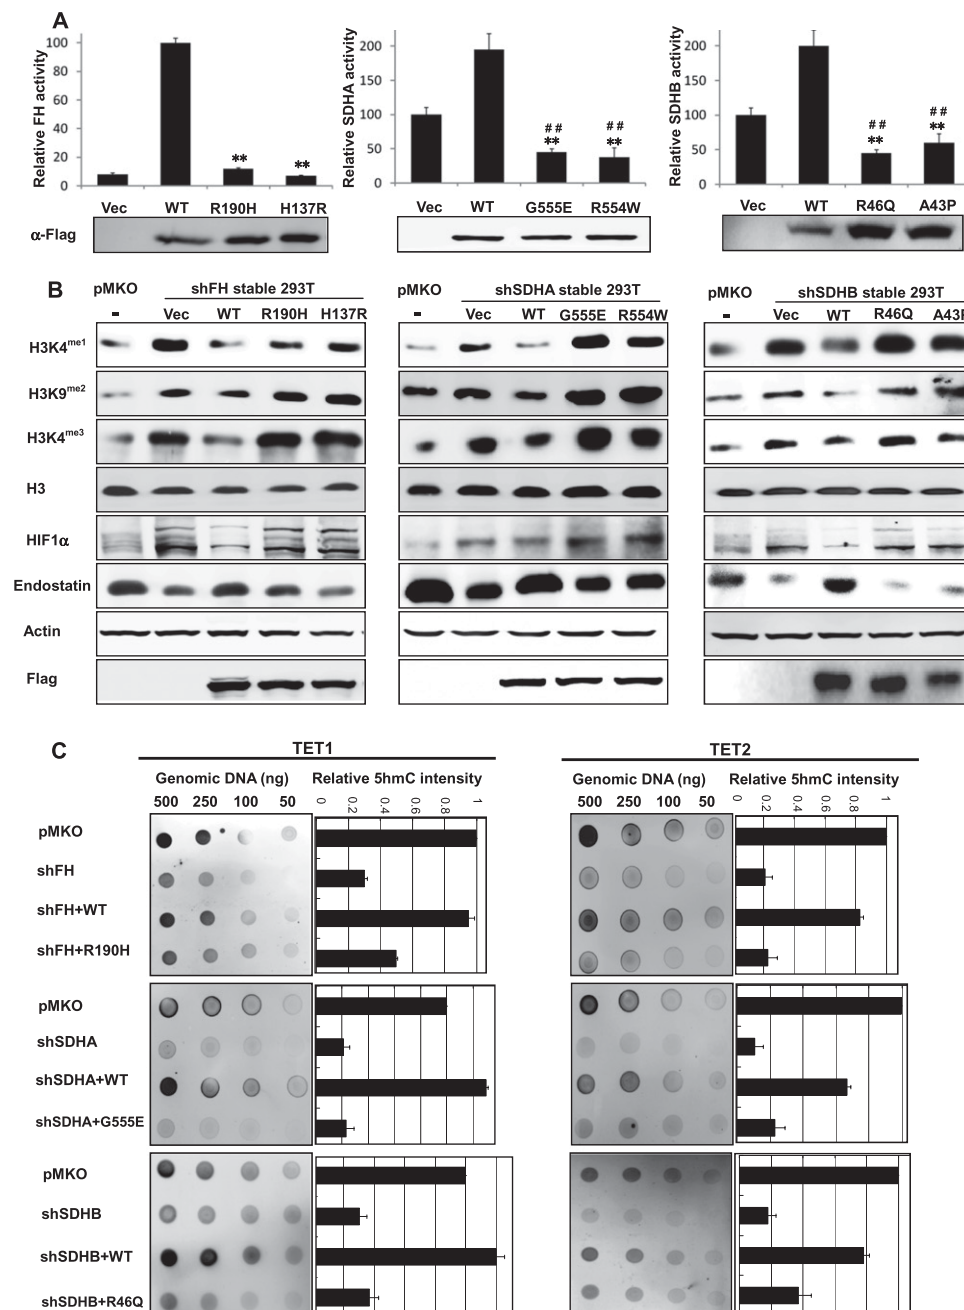 A
Relative FH activity
100
80
60
40
20
0
** **
Vec WT R190H H137R
Relative SDHA activity
200
150
100
50
0
## ##
** **
Vec WT G555E R554W
Relative SDHB activity
200
150
100
50
0
## ##
** **
Vec WT R46Q A43P
α-Flag
B
pMKO shFH stable 293T
- Vec WT R190H H137R
pMKO shSDHA stable 293T
- Vec WT G555E R554W
pMKO shSDHB stable 293T
- Vec WT R46Q A43P
H3K4me1
H3K9me2
H3K4me3
H3
HIF1α
Endostatin
Actin
Flag
C
TET1
Genomic DNA (ng) Relative 5hmC intensity
500 250 100 50
0 0.2 0.4 0.6 0.8 1
TET2
Genomic DNA (ng) Relative 5hmC intensity
500 250 100 50
0 0.2 0.4 0.6 0.8 1
pMKO
shFH
shFH+WT
shFH+R190H
pMKO
shSDHA
shSDHA+WT
shSDHA+G555E
pMKO
shSDHB
shSDHB+WT
shSDHB+R46Q